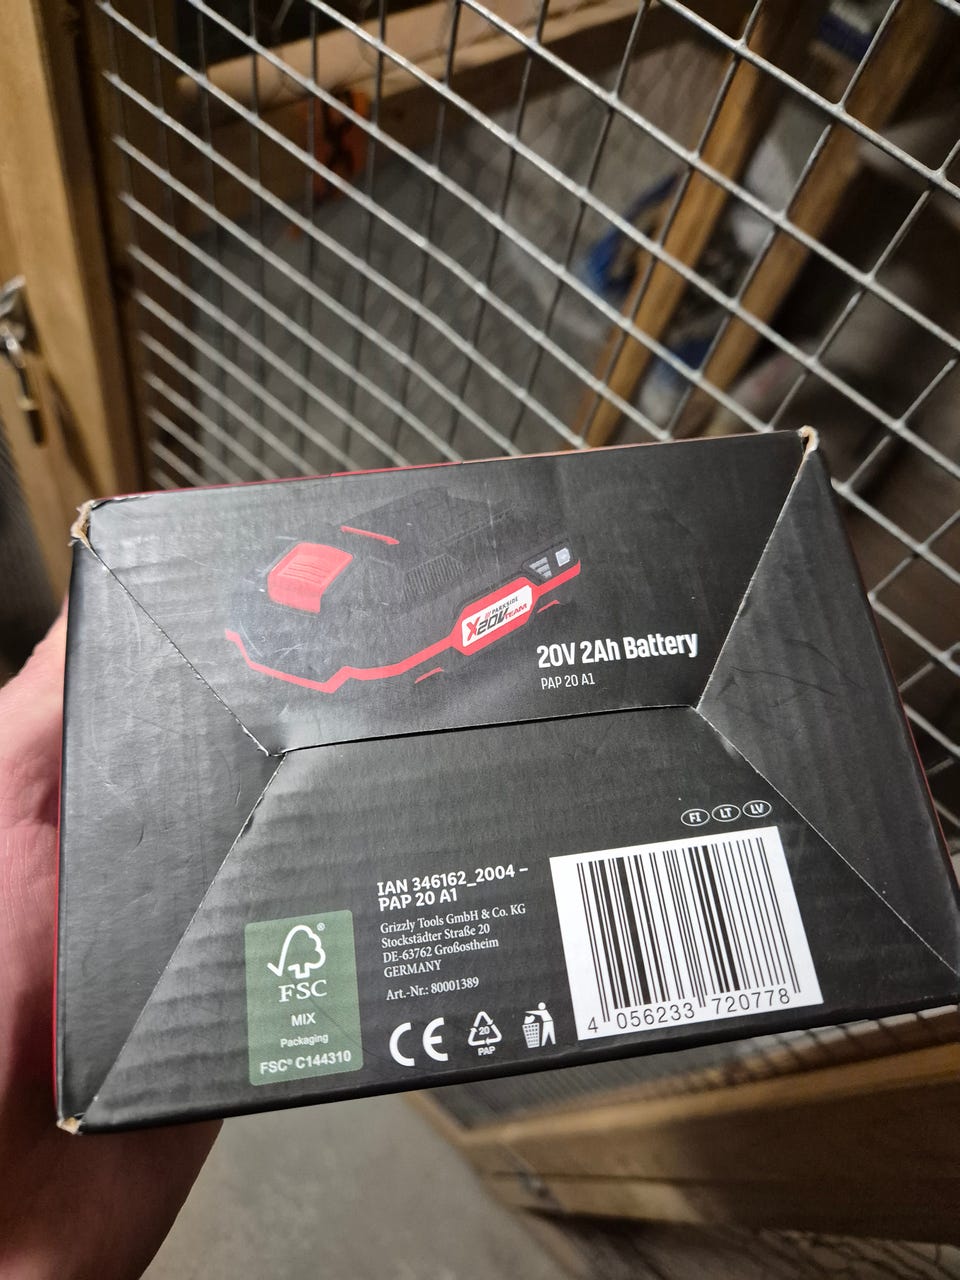 PARKSIDE
X20VTEAM
20V 2Ah Battery
PAP 20 A1
FI LT LV
IAN 346162_2004 –
PAP 20 A1
Grizzly Tools GmbH & Co. KG
Stockstädter Straße 20
DE-63762 Großostheim
GERMANY
Art.-Nr.: 80001389
FSC
MIX
Packaging
FSC® C144310
CE
20
PAP
4 056233 720778